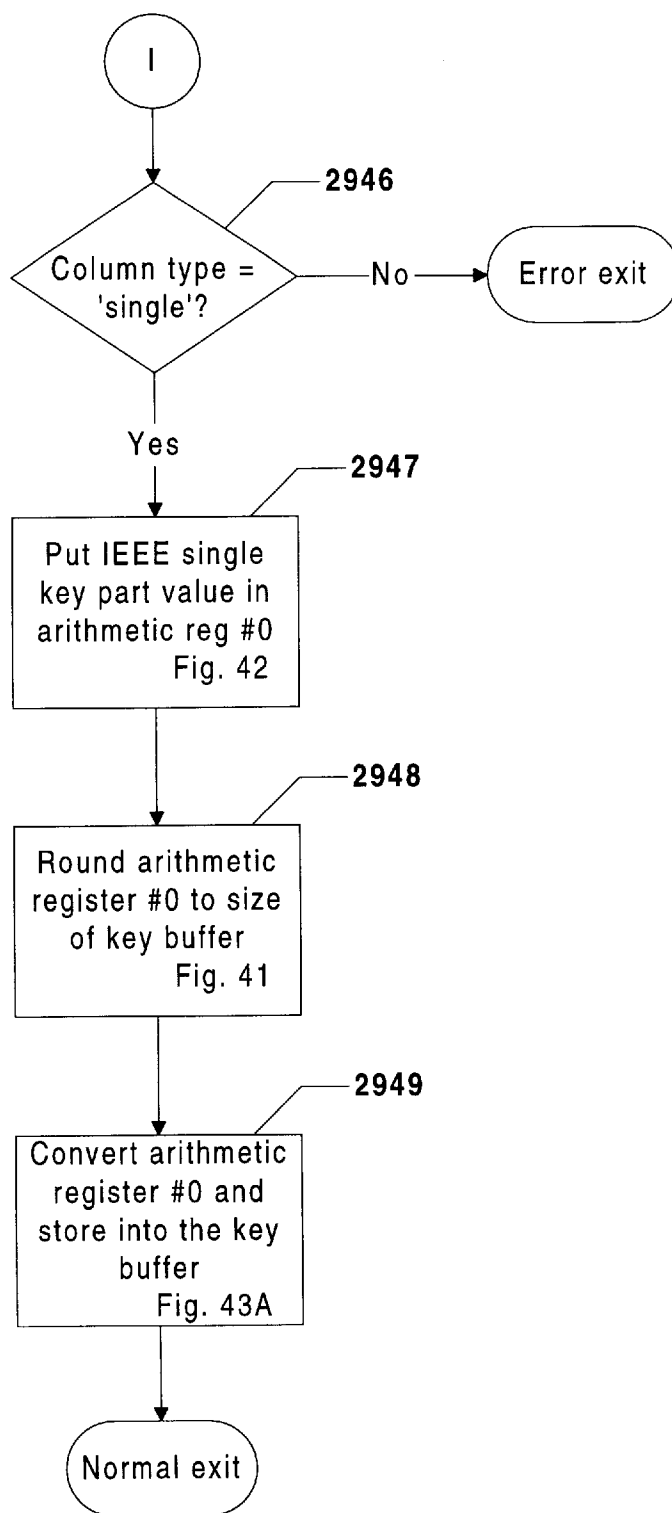 I
2946
Column type =
'single'?
No
Error exit
Yes
2947
Put IEEE single
key part value in
arithmetic reg #0
Fig. 42
2948
Round arithmetic
register #0 to size
of key buffer
Fig. 41
2949
Convert arithmetic
register #0 and
store into the key
buffer
Fig. 43A
Normal exit